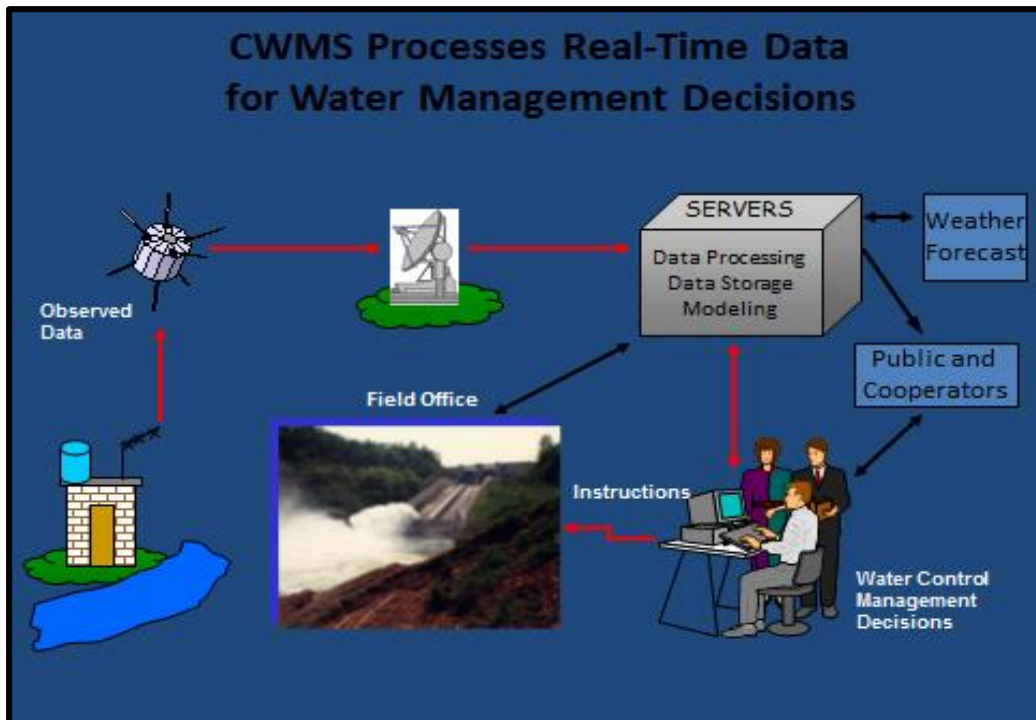 CWMS Processes Real-Time Data
for Water Management Decisions
SERVERS
Data Processing
Data Storage
Modeling
Weather
Forecast
Observed
Data
Public and
Cooperators
Field Office
Instructions
Water Control
Management
Decisions